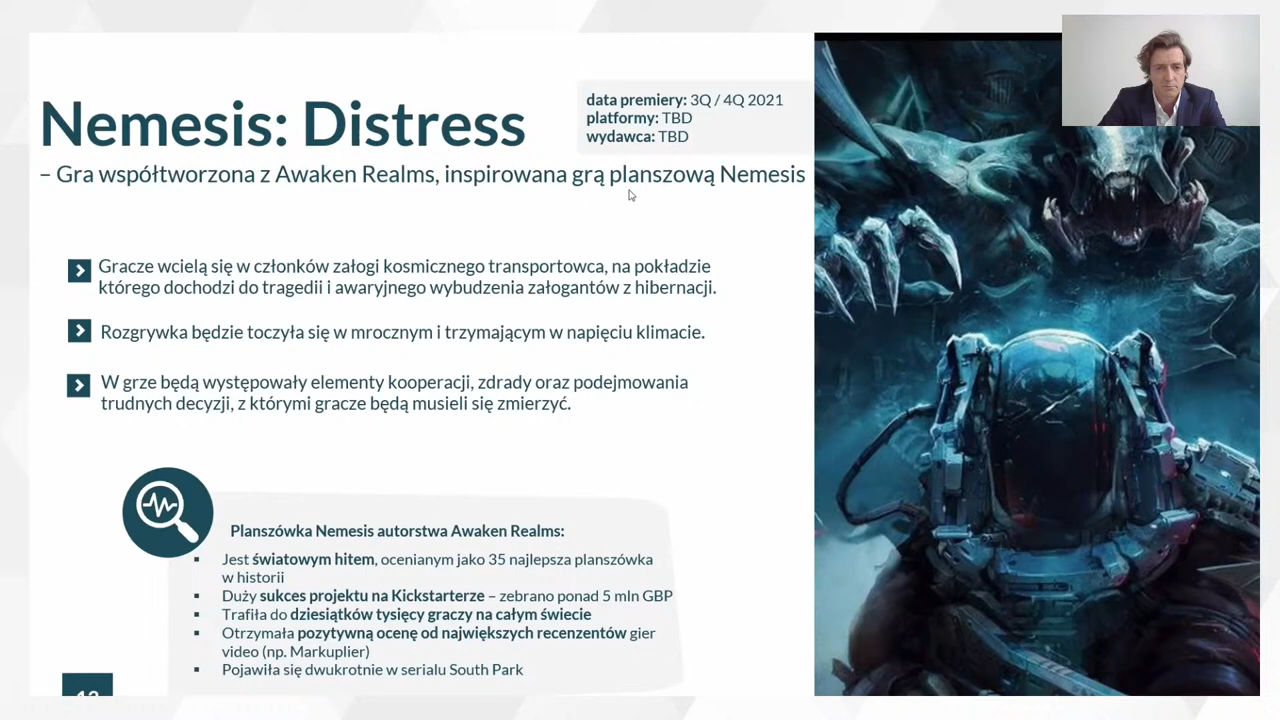 Nemesis: Distress
data premiery: 3Q / 4Q 2021
platformy: TBD
wydawca: TBD
– Gra współtworzona z Awaken Realms, inspirowana grą planszową Nemesis
Gracze wcielą się w członków załogi kosmicznego transportowca, na pokładzie
którego dochodzi do tragedii i awaryjnego wybudzenia załogantów z hibernacji.
Rozgrywka będzie toczyła się w mrocznym i trzymającym w napięciu klimacie.
W grze będą występowały elementy kooperacji, zdrady oraz podejmowania
trudnych decyzji, z którymi gracze będą musieli się zmierzyć.
Planszówka Nemesis autorstwa Awaken Realms:
▪ Jest światowym hitem, ocenianym jako 35 najlepsza planszówka
w historii
▪ Duży sukces projektu na Kickstarterze – zebrano ponad 5 mln GBP
▪ Trafiła do dziesiątków tysięcy graczy na całym świecie
▪ Otrzymała pozytywną ocenę od największych recenzentów gier
video (np. Markuplier)
▪ Pojawiła się dwukrotnie w serialu South Park